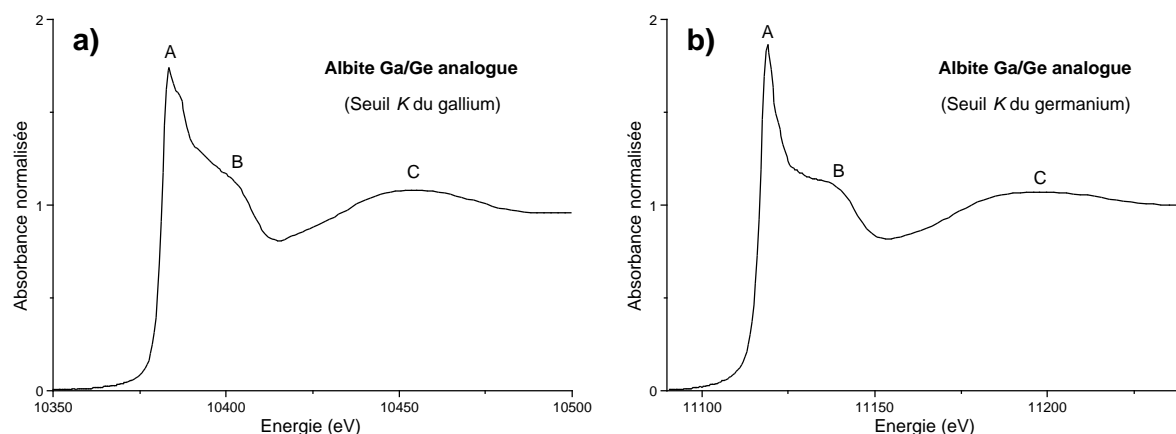 a)
A
Albite Ga/Ge analogue
(Seuil K du gallium)
B
C
Absorbance normalisée
2
1
0
10350
10400
10450
10500
Energie (eV)
b)
A
Albite Ga/Ge analogue
(Seuil K du germanium)
B
C
Absorbance normalisée
2
1
0
11100
11150
11200
Energie (eV)